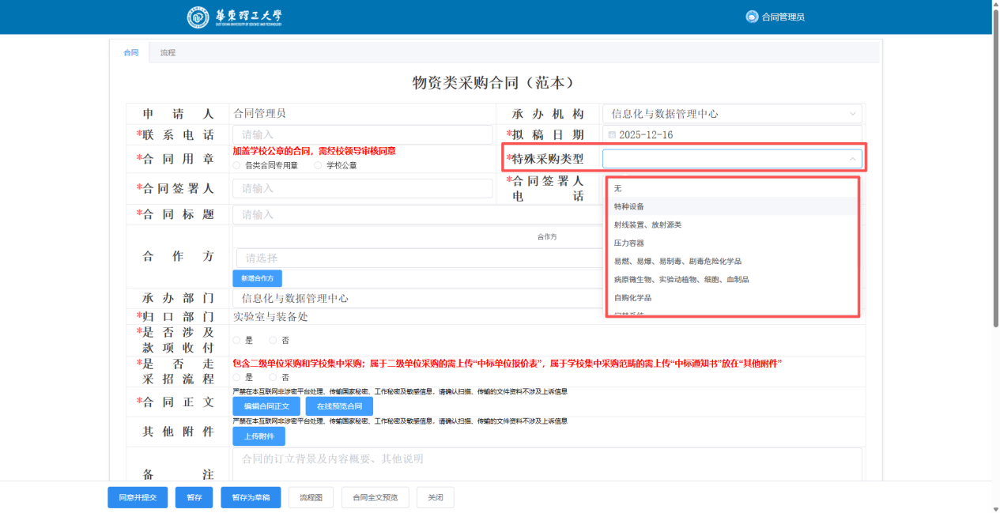 華東理工大學
EAST CHINA UNIVERSITY OF SCIENCE AND TECHNOLOGY
合同管理员
合同 流程
物资类采购合同（范本）
申请人 合同管理员 承办机构 信息化与数据管理中心
*联系电话 请输入 *拟稿日期 2025-12-16
*合同用章 加盖学校公章的合同，需经校领导审核同意
各类合同专用章 学校公章
*特殊采购类型
*合同签署人 请输入 *合同签署人
电话
无
特种设备
射线装置、放射源类
压力容器
易燃、易爆、易制毒、剧毒危险化学品
病原微生物、实验动植物、细胞、血制品
自购化学品
*合同标题 请输入
合作方
合作方 请选择
新增合作方
承办部门 信息化与数据管理中心
*归口部门 实验室与装备处
*是否涉及
款项收付 是 否
*是否走
采招流程 包含二级单位采购和学校集中采购；属于二级单位采购的需上传“中标单位报价表”，属于学校集中采购范畴的需上传“中标通知书”放在“其他附件”
是 否
*合同正文 严禁在本互联网非涉密平台处理、传输国家秘密、工作秘密及敏感信息，请确认扫描、传输的文件资料不涉及上诉信息
编辑合同正文 在线预览合同
其他附件 严禁在本互联网非涉密平台处理、传输国家秘密、工作秘密及敏感信息，请确认扫描、传输的文件资料不涉及上诉信息
上传附件
备注 合同的订立背景及内容概要、其他说明
同意并提交 暂存 暂存为草稿 流程图 合同全文预览 关闭